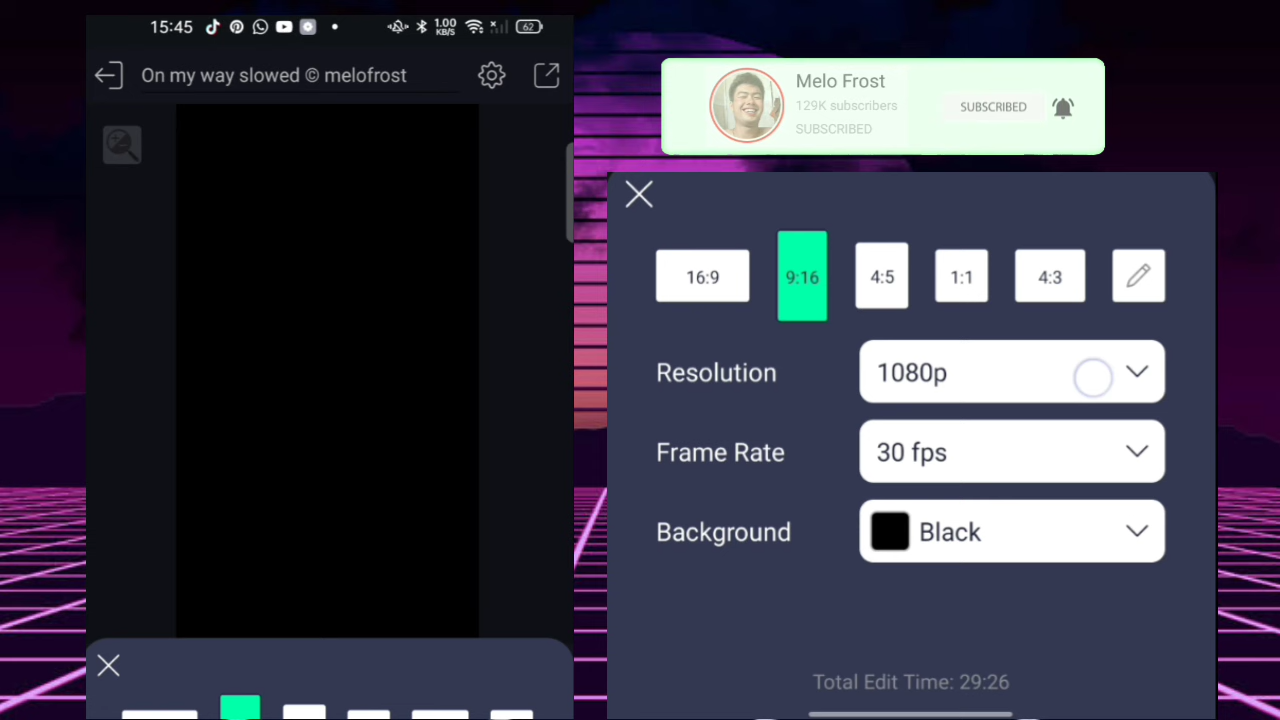 15:45
1.00 KB/S
62
On my way slowed © melofrost
Melo Frost
129K subscribers
SUBSCRIBED
SUBSCRIBED
16:9
9:16
4:5
1:1
4:3
Resolution
1080p
Frame Rate
30 fps
Background
Black
Total Edit Time: 29:26